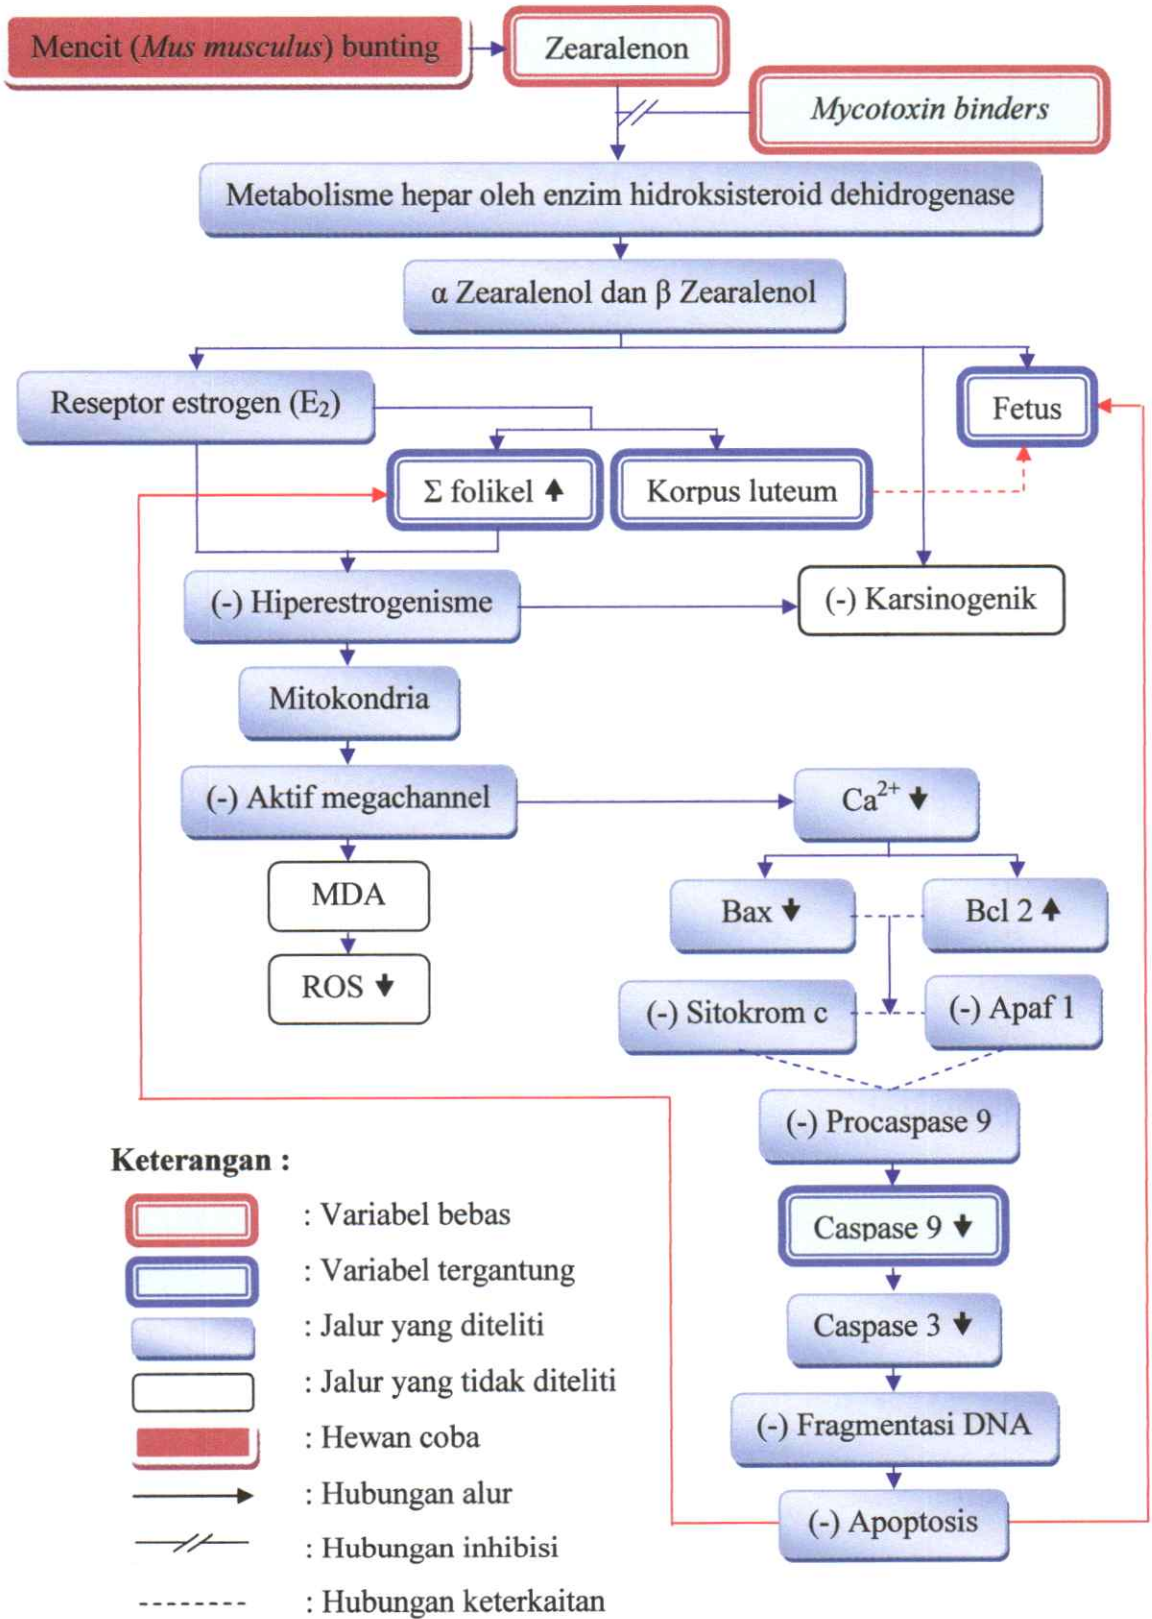 Mencit (Mus musculus) bunting
Zearalenon
Mycotoxin binders
Metabolisme hepar oleh enzim hidroksisteroid dehidrogenase
α Zearalenol dan β Zearalenol
Reseptor estrogen (E₂)
Fetus
Σ folikel ↑
Korpus luteum
(-) Hiperestrogenisme
(-) Karsinogenik
Mitokondria
(-) Aktif megachannel
Ca²⁺ ↓
MDA
Bax ↓
Bcl 2 ↑
ROS ↓
(-) Sitokrom c
(-) Apaf 1
(-) Procaspase 9
Caspase 9 ↓
Caspase 3 ↓
(-) Fragmentasi DNA
(-) Apoptosis
Keterangan :
: Variabel bebas
: Variabel tergantung
: Jalur yang diteliti
: Jalur yang tidak diteliti
: Hewan coba
: Hubungan alur
: Hubungan inhibisi
: Hubungan keterkaitan